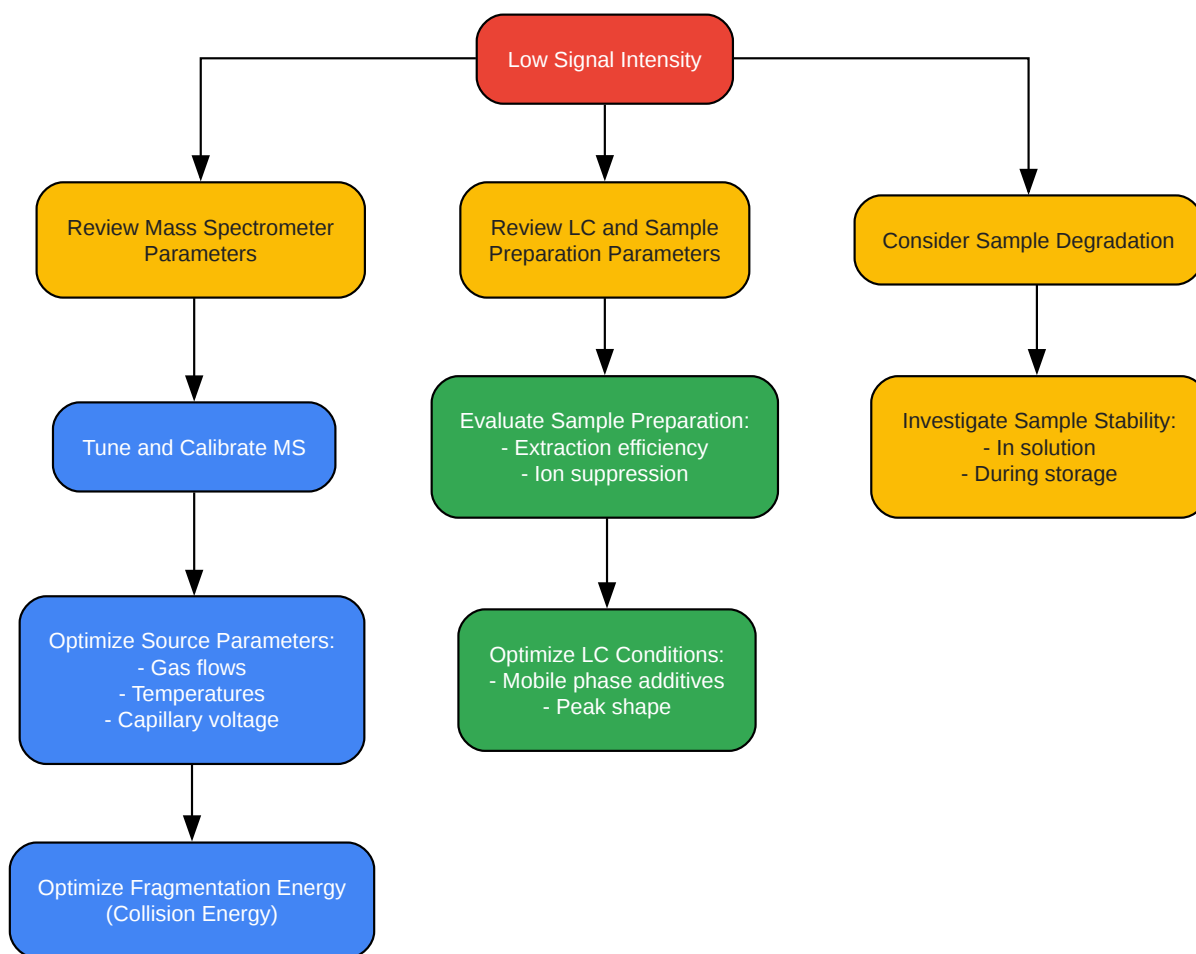 Low Signal Intensity
Review Mass Spectrometer
Parameters
Review LC and Sample
Preparation Parameters
Consider Sample Degradation
Tune and Calibrate MS
Evaluate Sample Preparation:
- Extraction efficiency
- Ion suppression
Investigate Sample Stability:
- In solution
- During storage
Optimize Source Parameters:
- Gas flows
- Temperatures
- Capillary voltage
Optimize LC Conditions:
- Mobile phase additives
- Peak shape
Optimize Fragmentation Energy
(Collision Energy)